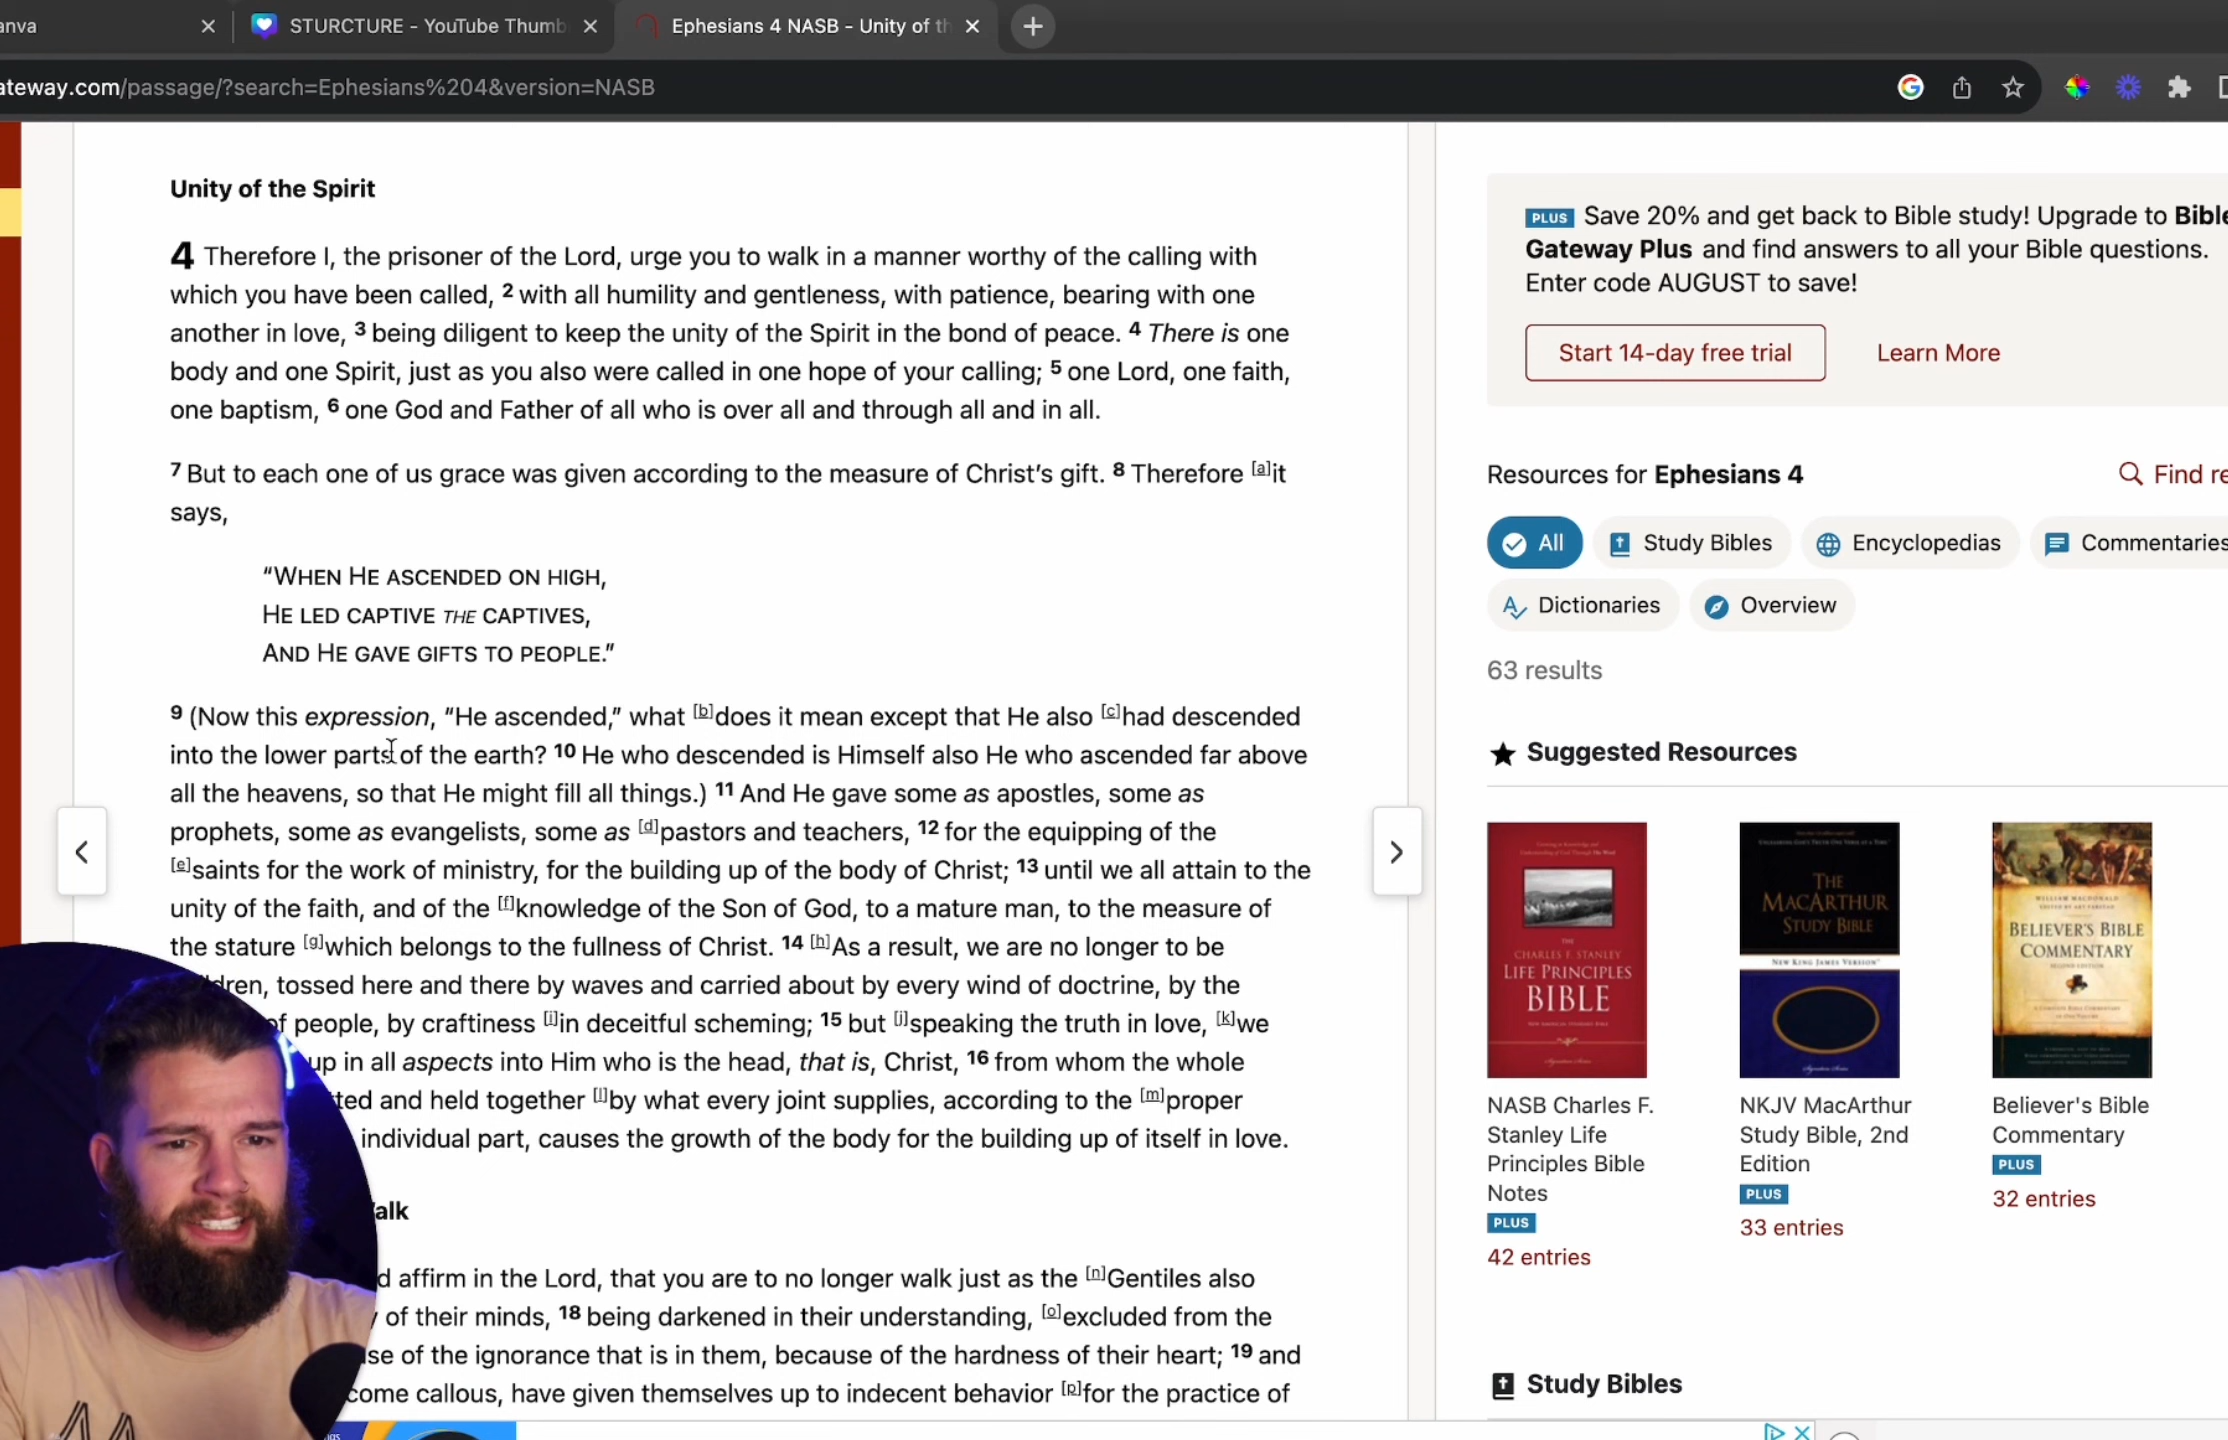 anva
STURCTURE - YouTube Thumb
Ephesians 4 NASB - Unity of th
ateway.com/passage/?search=Ephesians%204&version=NASB
Unity of the Spirit
4 Therefore I, the prisoner of the Lord, urge you to walk in a manner worthy of the calling with
which you have been called, 2 with all humility and gentleness, with patience, bearing with one
another in love, 3 being diligent to keep the unity of the Spirit in the bond of peace. 4 There is one
body and one Spirit, just as you also were called in one hope of your calling; 5 one Lord, one faith,
one baptism, 6 one God and Father of all who is over all and through all and in all.
7 But to each one of us grace was given according to the measure of Christ's gift. 8 Therefore [a]it
says,
"WHEN HE ASCENDED ON HIGH,
HE LED CAPTIVE THE CAPTIVES,
AND HE GAVE GIFTS TO PEOPLE."
9 (Now this expression, "He ascended," what [b]does it mean except that He also [c]had descended
into the lower parts of the earth? 10 He who descended is Himself also He who ascended far above
all the heavens, so that He might fill all things.) 11 And He gave some as apostles, some as
prophets, some as evangelists, some as [d]pastors and teachers, 12 for the equipping of the
[e]saints for the work of ministry, for the building up of the body of Christ; 13 until we all attain to the
unity of the faith, and of the [f]knowledge of the Son of God, to a mature man, to the measure of
the stature [g]which belongs to the fullness of Christ. 14 [h]As a result, we are no longer to be
dren, tossed here and there by waves and carried about by every wind of doctrine, by the
of people, by craftiness [i]in deceitful scheming; 15 but [j]speaking the truth in love, [k]we
up in all aspects into Him who is the head, that is, Christ, 16 from whom the whole
ted and held together [l]by what every joint supplies, according to the [m]proper
individual part, causes the growth of the body for the building up of itself in love.
alk
d affirm in the Lord, that you are to no longer walk just as the [n]Gentiles also
of their minds, 18 being darkened in their understanding, [o]excluded from the
se of the ignorance that is in them, because of the hardness of their heart; 19 and
come callous, have given themselves up to indecent behavior [p]for the practice of
PLUS Save 20% and get back to Bible study! Upgrade to Bible
Gateway Plus and find answers to all your Bible questions.
Enter code AUGUST to save!
Start 14-day free trial
Learn More
Resources for Ephesians 4
Find re
All
Study Bibles
Encyclopedias
Commentaries
Dictionaries
Overview
63 results
Suggested Resources
THE
CHARLES F. STANLEY
LIFE PRINCIPLES
BIBLE
NEW AMERICAN STANDARD BIBLE
THE
MACARTHUR
STUDY BIBLE
NEW KING JAMES VERSION
WILLIAM MACDONALD
BELIEVER'S BIBLE
COMMENTARY
SECOND EDITION
NASB Charles F.
Stanley Life
Principles Bible
Notes
PLUS
42 entries
NKJV MacArthur
Study Bible, 2nd
Edition
PLUS
33 entries
Believer's Bible
Commentary
PLUS
32 entries
Study Bibles